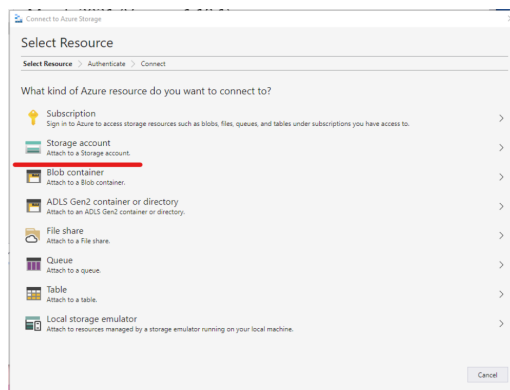 Connect to Azure Storage
Select Resource
Select Resource > Authenticate > Connect
What kind of Azure resource do you want to connect to?
Subscription
Sign in to Azure to access storage resources such as blobs, files, queues, and tables under subscriptions you have access to.
Storage account
Attach to a Storage account.
Blob container
Attach to a Blob container.
ADLS Gen2 container or directory
Attach to an ADLS Gen2 container or directory.
File share
Attach to a File share.
Queue
Attach to a queue.
Table
Attach to a table.
Local storage emulator
Attach to resources managed by a storage emulator running on your local machine.
Cancel